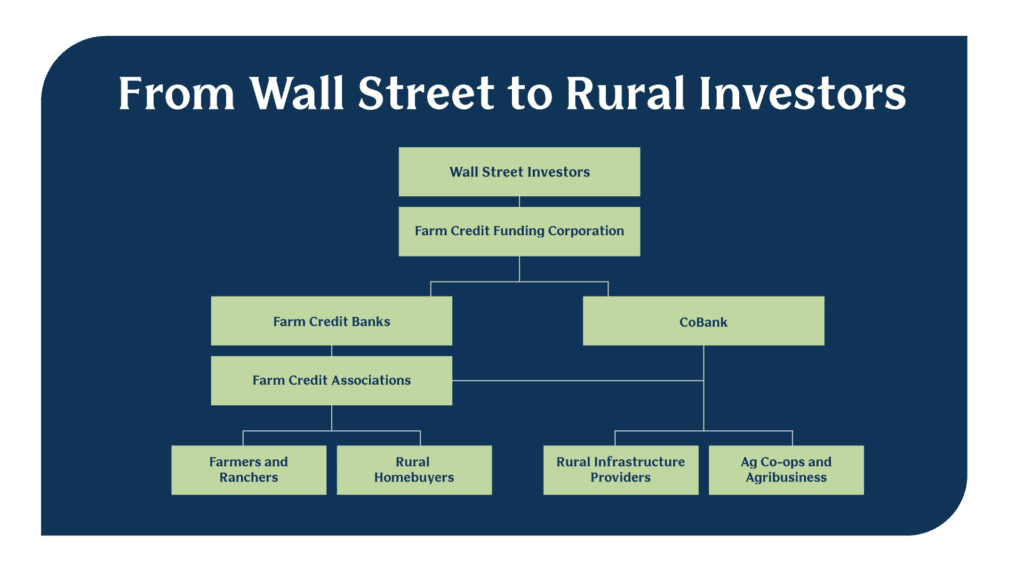 From Wall Street to Rural Investors
Wall Street Investors
Farm Credit Funding Corporation
Farm Credit Banks
CoBank
Farm Credit Associations
Farmers and
Ranchers
Rural
Homebuyers
Rural Infrastructure
Providers
Ag Co-ops and
Agribusiness